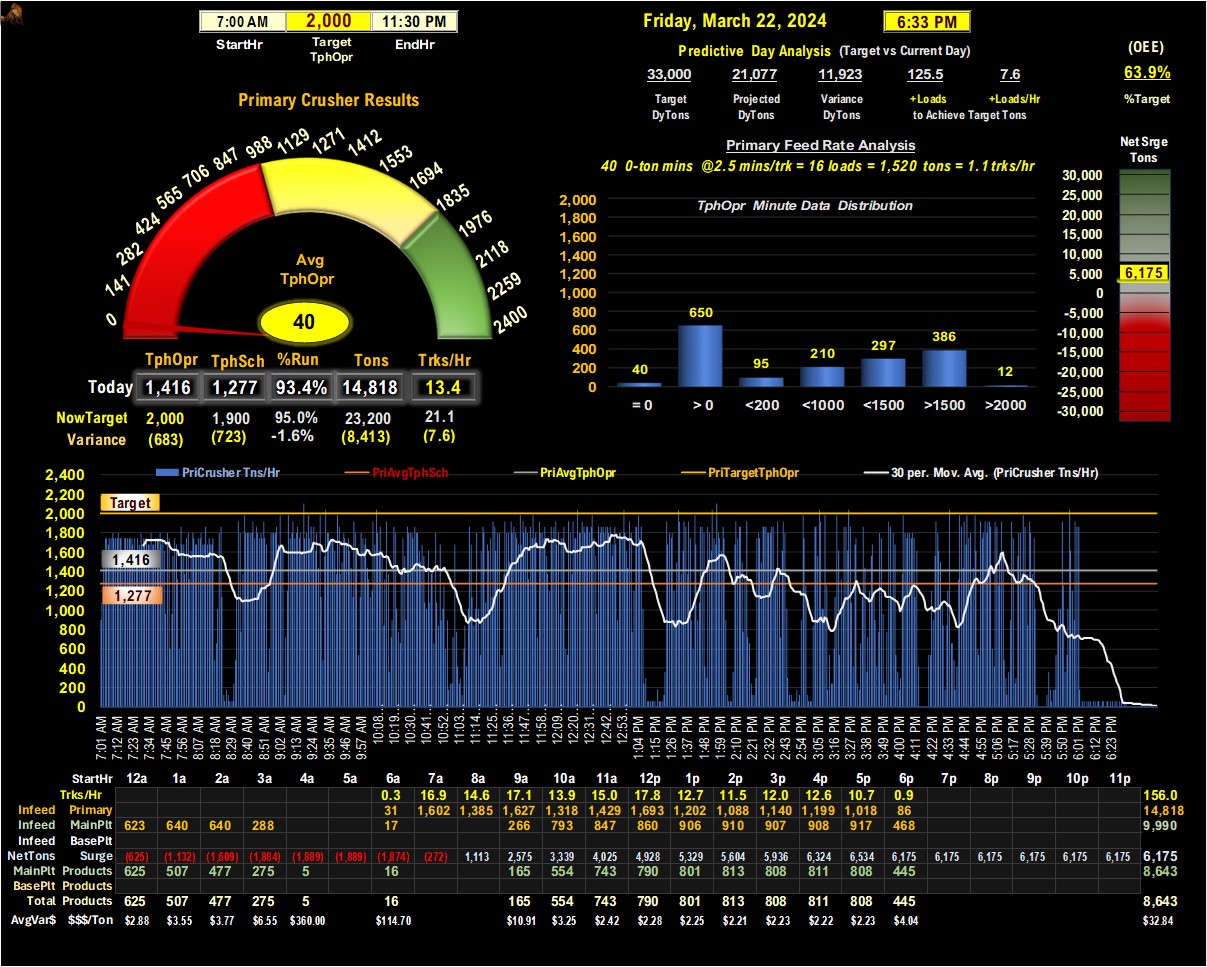 7:00 AM 2,000 11:30 PM
StartHr Target TphOpr EndHr
Friday, March 22, 2024 6:33 PM
Predictive Day Analysis (Target vs Current Day)
33,000 21,077 11,923 125.5 7.6
Target DyTons Projected DyTons Variance DyTons +Loads +Loads/Hr
to Achieve Target Tons
(OEE)
63.9%
%Target
Primary Crusher Results
0 141 282 424 565 706 847 988 1129 1271 1412 1553 1694 1835 1976 2118 2259 2400
Avg
TphOpr
40
TphOpr TphSch %Run Tons Trks/Hr
Today 1,416 1,277 93.4% 14,818 13.4
NowTarget 2,000 1,900 95.0% 23,200 21.1
Variance (683) (723) -1.6% (8,413) (7.6)
Primary Feed Rate Analysis
40 0-ton mins @2.5 mins/trk = 16 loads = 1,520 tons = 1.1 trks/hr
TphOpr Minute Data Distribution
2,000
1,800
1,600
1,400
1,200
1,000
800
600
400
200
0
40 650 95 210 297 386 12
= 0 > 0 <200 <1000 <1500 >1500 >2000
Net Srge
Tons
30,000
25,000
20,000
15,000
10,000
5,000
6,175
0
-5,000
-10,000
-15,000
-20,000
-25,000
-30,000
PriCrusher Tns/Hr PriAvgTphSch PriAvgTphOpr PriTargetTphOpr 30 per. Mov. Avg. (PriCrusher Tns/Hr)
2,400
2,200
2,000
1,800
1,600
1,400
1,200
1,000
800
600
400
200
0
Target
1,416
1,277
7:01 AM 7:12 AM 7:23 AM 7:34 AM 7:45 AM 7:56 AM 8:07 AM 8:18 AM 8:29 AM 8:40 AM 8:51 AM 9:02 AM 9:13 AM 9:24 AM 9:35 AM 9:46 AM 9:57 AM 10:08... 10:19... 10:30... 10:41... 10:52... 11:03... 11:14... 11:25... 11:36... 11:47... 11:58... 12:09... 12:20... 12:31... 12:42... 12:53... 1:04 PM 1:15 PM 1:26 PM 1:37 PM 1:48 PM 1:59 PM 2:10 PM 2:21 PM 2:32 PM 2:43 PM 2:54 PM 3:05 PM 3:16 PM 3:27 PM 3:38 PM 3:49 PM 4:00 PM 4:11 PM 4:22 PM 4:33 PM 4:44 PM 4:55 PM 5:06 PM 5:17 PM 5:28 PM 5:39 PM 5:50 PM 6:01 PM 6:12 PM 6:23 PM
StartHr 12a 1a 2a 3a 4a 5a 6a 7a 8a 9a 10a 11a 12p 1p 2p 3p 4p 5p 6p 7p 8p 9p 10p 11p
Trks/Hr 0.3 16.9 14.6 17.1 13.9 15.0 17.8 12.7 11.5 12.0 12.6 10.7 0.9 156.0
Infeed Primary 31 1,602 1,385 1,627 1,318 1,429 1,693 1,202 1,088 1,140 1,199 1,018 86 14,818
Infeed MainPlt 623 640 640 288 17 266 793 847 860 906 910 907 908 917 468 9,990
Infeed BasePlt
NetTons Surge (625) (1,132) (1,609) (1,884) (1,889) (1,889) (1,874) (272) 1,113 2,575 3,339 4,025 4,928 5,329 5,604 5,936 6,324 6,534 6,175 6,175 6,175 6,175 6,175 6,175 6,175
MainPlt Products 625 507 477 275 5 16 165 554 743 790 801 813 808 811 808 445 8,643
BasePlt Products
Total Products 625 507 477 275 5 16 165 554 743 790 801 813 808 811 808 445 8,643
AvgVar$ $$$/Ton $2.88 $3.55 $3.77 $6.55 $360.00 $114.70 $10.91 $3.25 $2.42 $2.28 $2.25 $2.21 $2.23 $2.22 $2.23 $4.04 $32.84